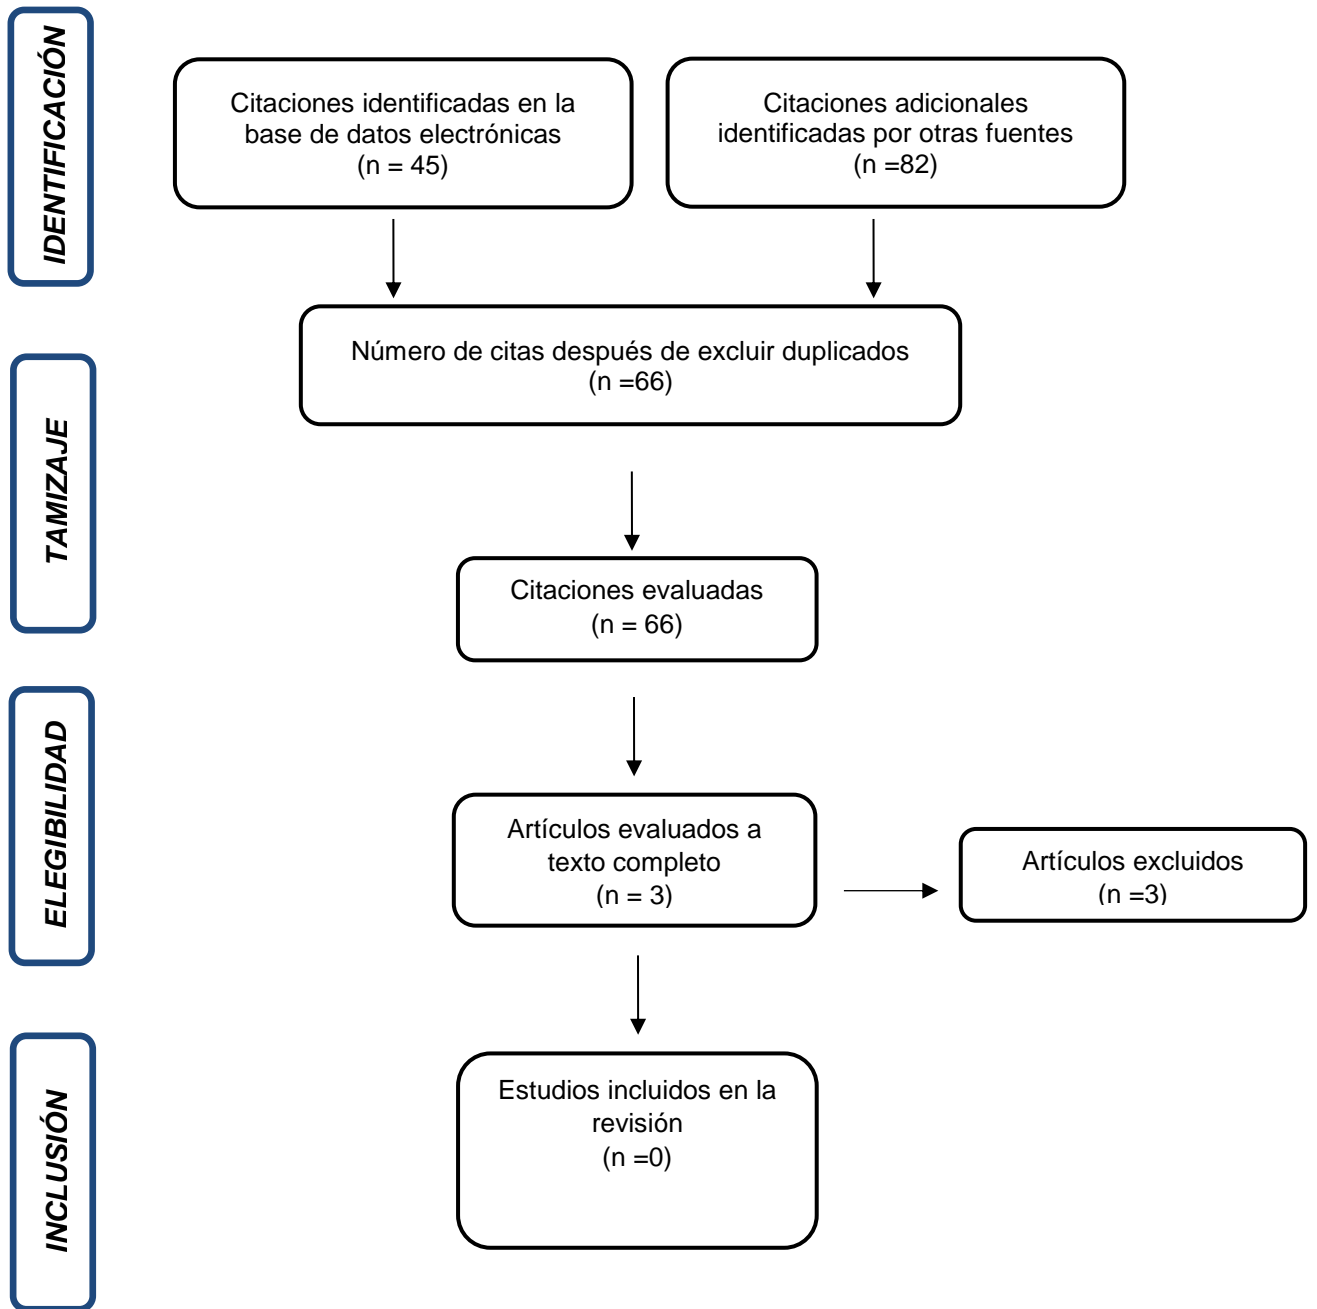 IDENTIFICACIÓN
Citaciones identificadas en la
base de datos electrónicas
(n = 45)
Citaciones adicionales
identificadas por otras fuentes
(n =82)
Número de citas después de excluir duplicados
(n =66)
TAMIZAJE
Citaciones evaluadas
(n = 66)
ELEGIBILIDAD
Artículos evaluados a
texto completo
(n = 3)
Artículos excluidos
(n =3)
INCLUSIÓN
Estudios incluidos en la
revisión
(n =0)